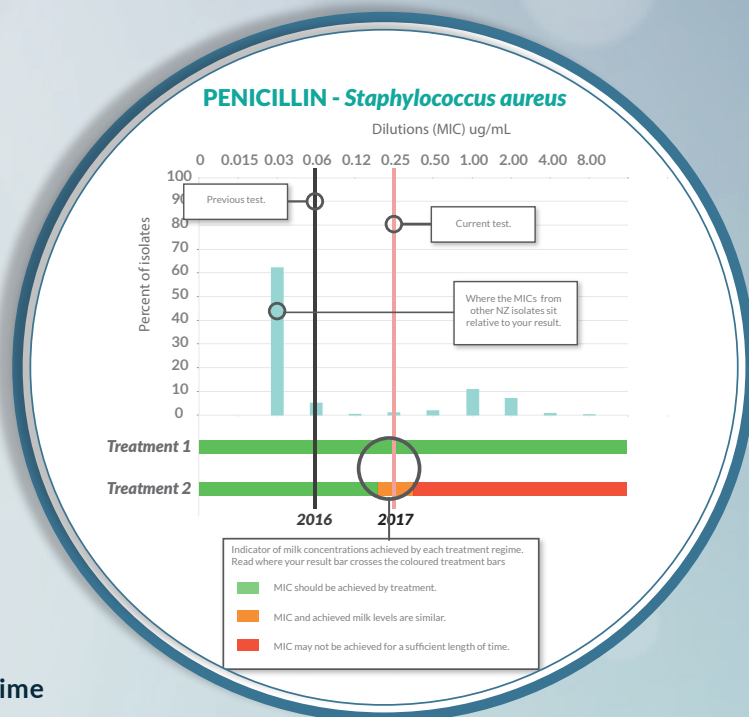 PENICILLIN - Staphylococcus aureus
Dilutions (MIC) ug/mL
0 0.015 0.03 0.06 0.12 0.25 0.50 1.00 2.00 4.00 8.00
Percent of isolates
100
90
80
70
60
50
40
30
20
10
0
Previous test.
Current test.
Where the MICs from
other NZ isolates sit
relative to your result.
Treatment 1
Treatment 2
2016 2017
Indicator of milk concentrations achieved by each treatment regime.
Read where your result bar crosses the coloured treatment bars
MIC should be achieved by treatment.
MIC and achieved milk levels are similar.
MIC may not be achieved for a sufficient length of time.
ime